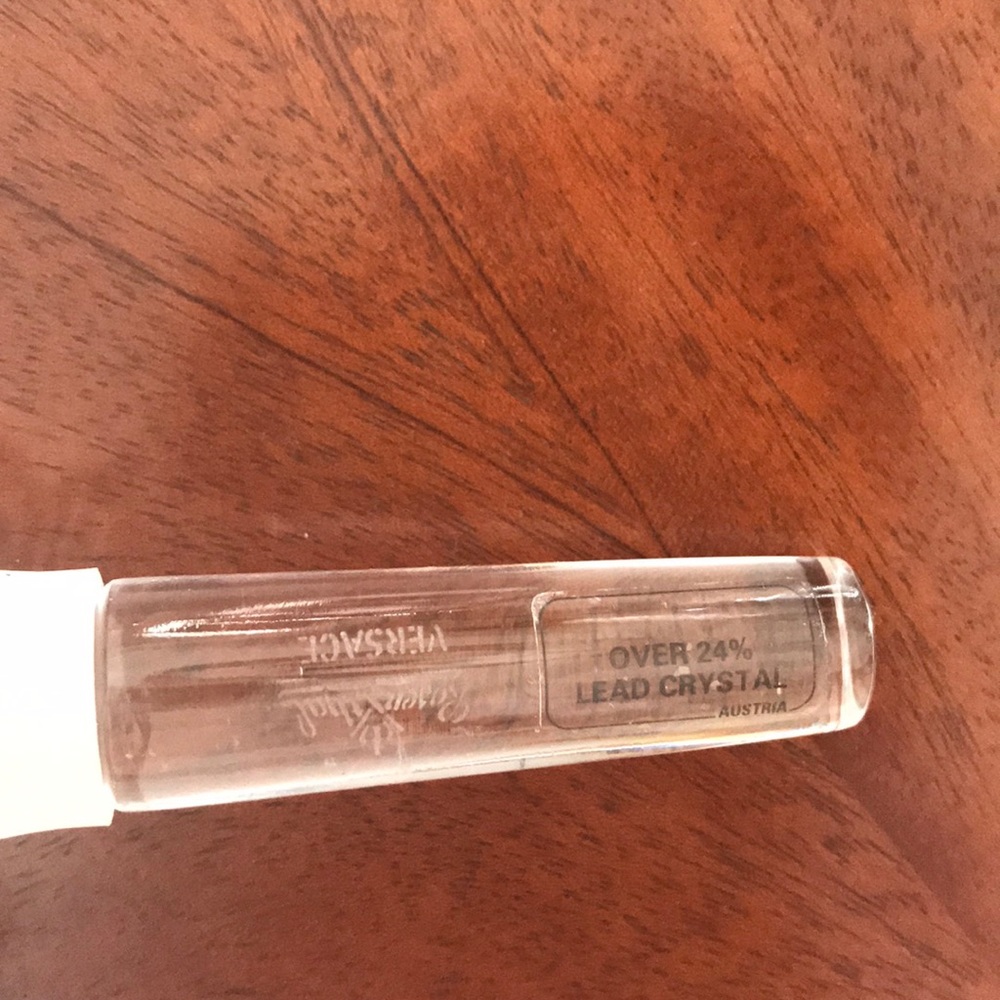 OVER 24%
LEAD CRYSTAL
AUSTRIA
VERSACE